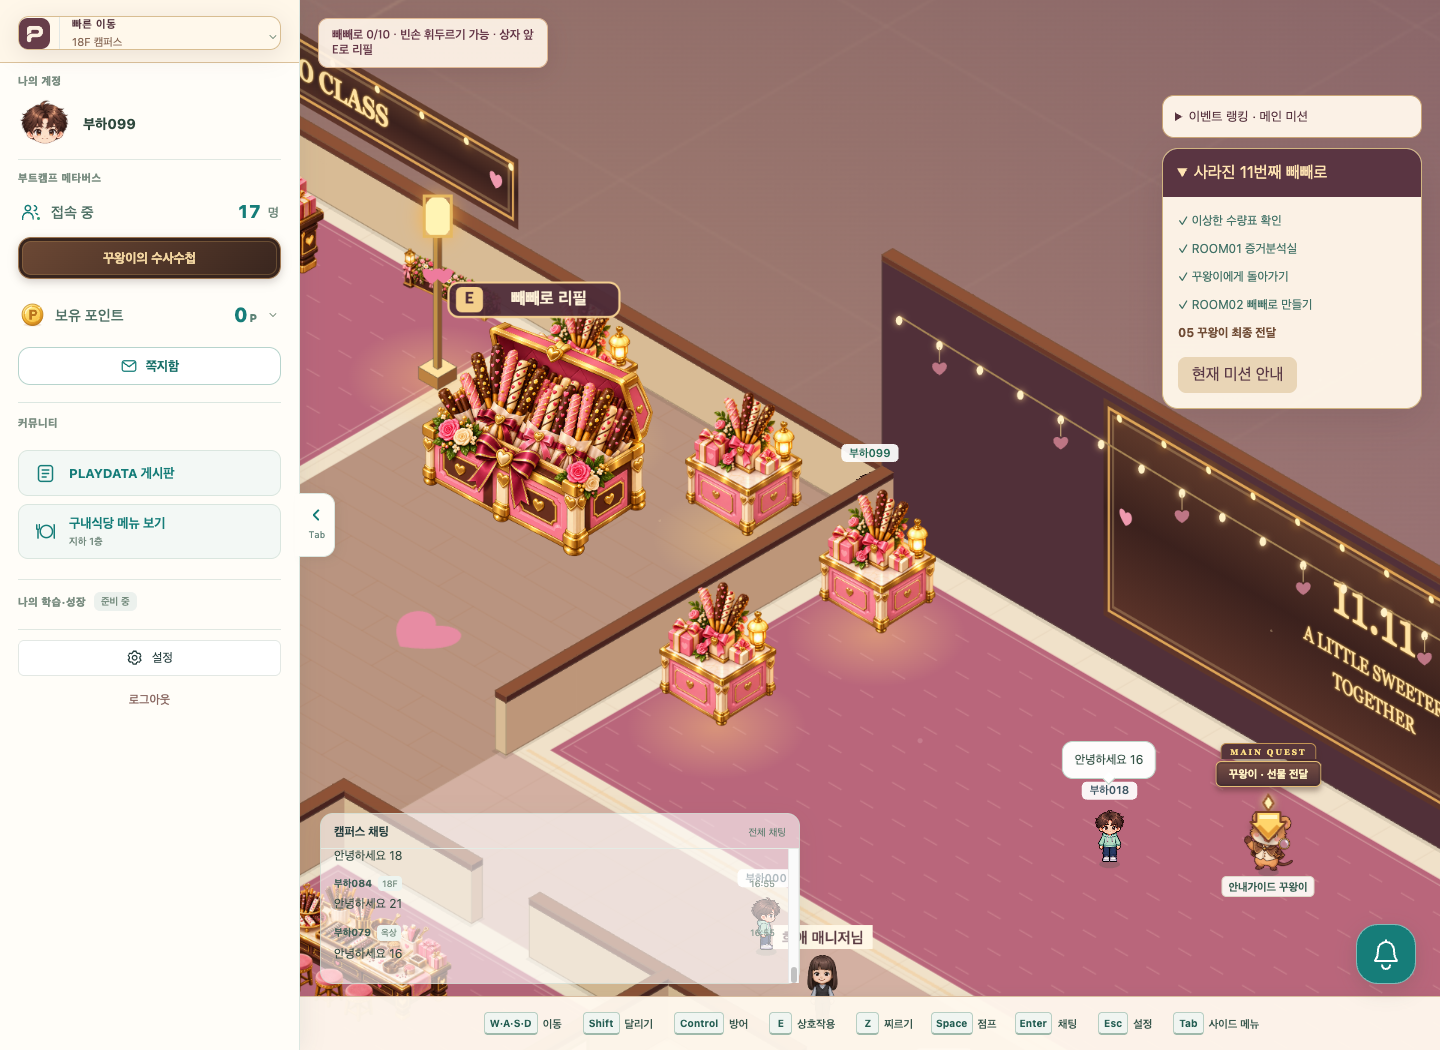 빠른 이동
18F 캠퍼스
나의 계정
부하099
부트캠프 메타버스
접속 중 17 명
꾸왕이의 수사수첩
P 보유 포인트 0 P
쪽지함
커뮤니티
PLAYDATA 게시판
구내식당 메뉴 보기
지하 1층
나의 학습·성장 준비 중
설정
로그아웃
Tab
빼빼로 0/10 · 빈손 휘두르기 가능 · 상자 앞
E로 리필
O CLASS
E 빼빼로 리필
부하099
이벤트 랭킹 · 메인 미션
사라진 11번째 빼빼로
✓ 이상한 수량표 확인
✓ ROOM01 증거분석실
✓ 꾸왕이에게 돌아가기
✓ ROOM02 빼빼로 만들기
05 꾸왕이 최종 전달
현재 미션 안내
11.11
A LITTLE SWEETER
TOGETHER
안녕하세요 16
부하018
MAIN QUEST
꾸왕이 · 선물 전달
안내가이드 꾸왕이
캠퍼스 채팅 전체 채팅
안녕하세요 18
부하084 18F 16:55
안녕하세요 21
부하079 옥상
안녕하세요 16
부하000
매니저님
W·A·S·D 이동 Shift 달리기 Control 방어 E 상호작용 Z 찌르기 Space 점프 Enter 채팅 Esc 설정 Tab 사이드 메뉴